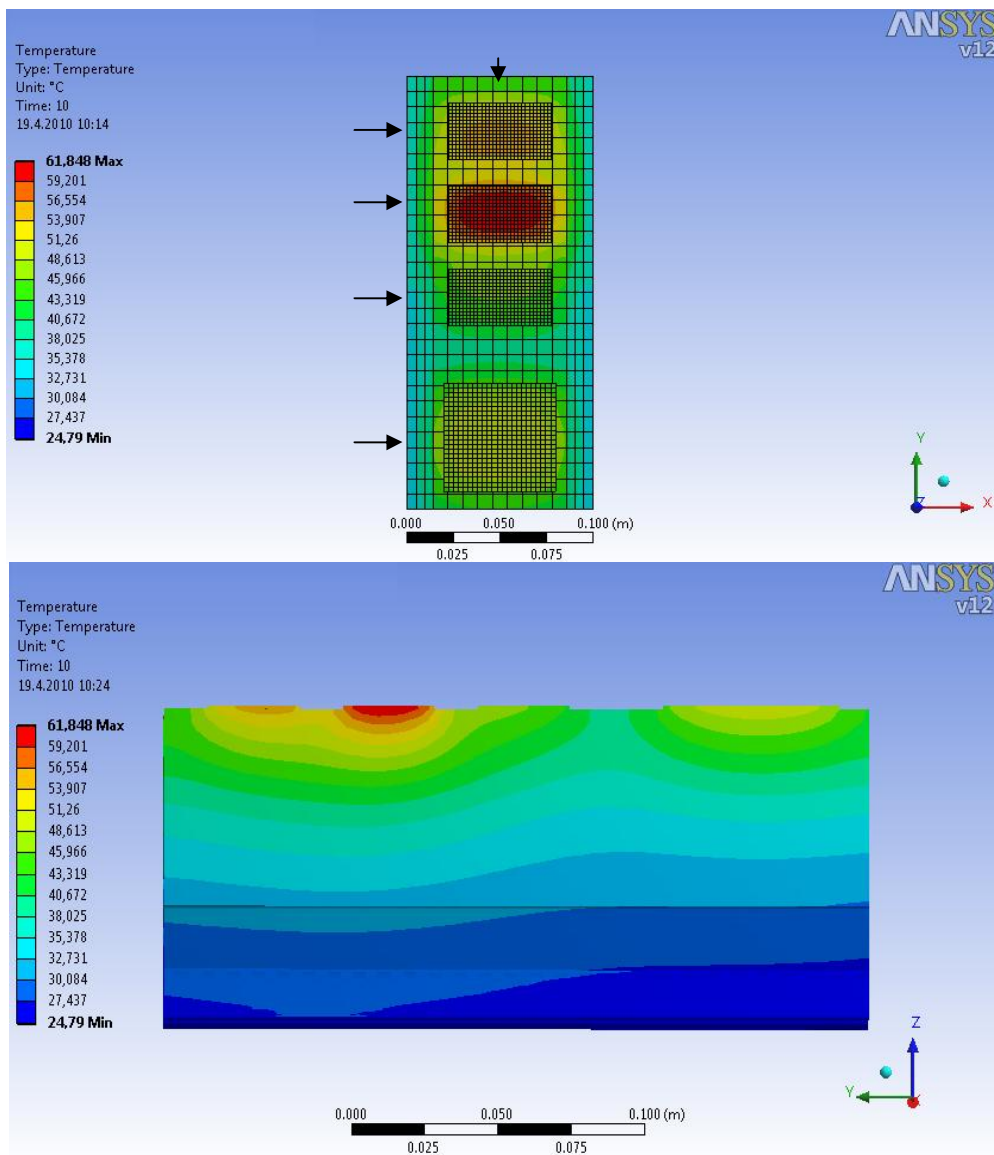 ANSYS
v12
Temperature
Type: Temperature
Unit: °C
Time: 10
19.4.2010 10:14
61,848 Max
59,201
56,554
53,907
51,26
48,613
45,966
43,319
40,672
38,025
35,378
32,731
30,084
27,437
24,79 Min
Y
Z
X
0.000 0.050 0.100 (m)
0.025 0.075
ANSYS
v12
Temperature
Type: Temperature
Unit: °C
Time: 10
19.4.2010 10:24
61,848 Max
59,201
56,554
53,907
51,26
48,613
45,966
43,319
40,672
38,025
35,378
32,731
30,084
27,437
24,79 Min
Z
Y
X
0.000 0.050 0.100 (m)
0.025 0.075